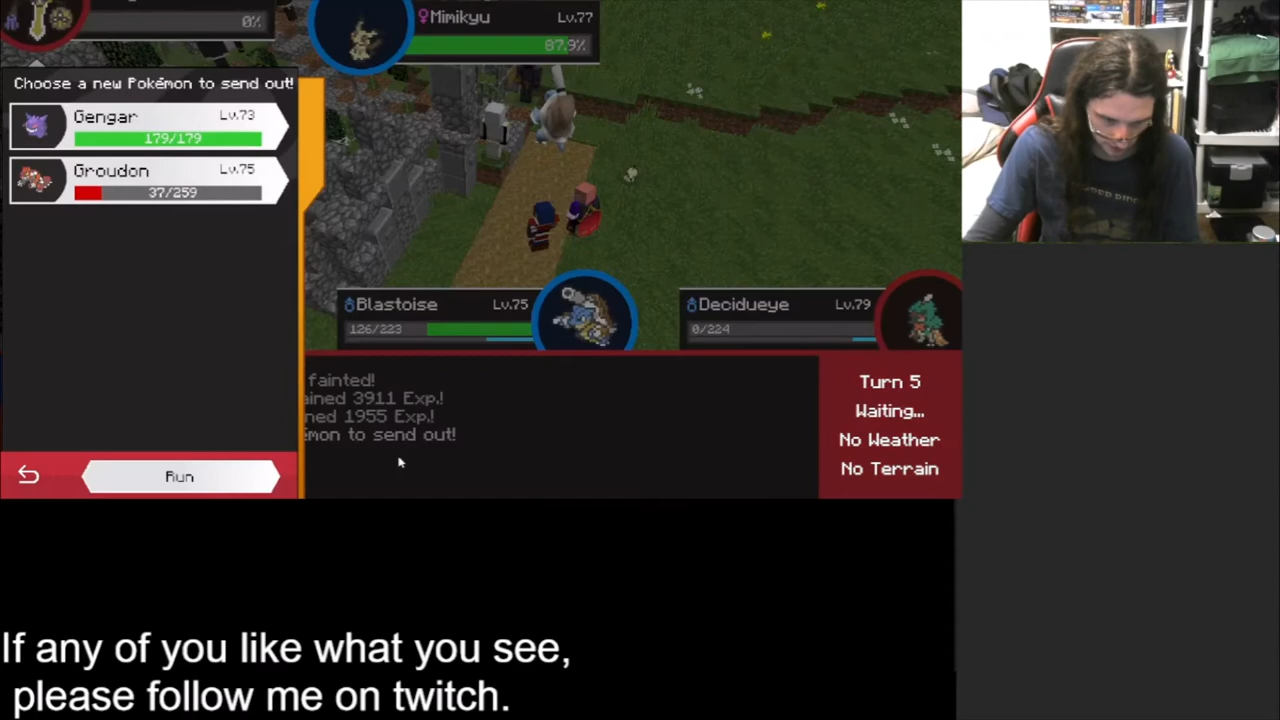 0%
♀Mimikyu Lv.77
87.9%
Choose a new Pokémon to send out!
Gengar Lv.73
179/179
Groudon Lv.75
37/259
♂Blastoise Lv.75
126/223
♂Decidueye Lv.79
0/224
fainted!
ained 3911 Exp.!
ned 1955 Exp.!
émon to send out!
Turn 5
Waiting...
No Weather
No Terrain
Run
If any of you like what you see,
please follow me on twitch.